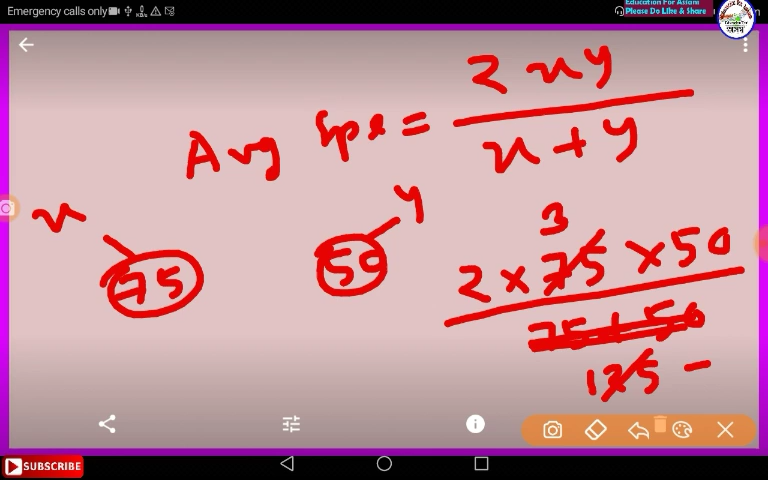 Emergency calls only
Education For Assam
Please Do Like & Share
Avg Spe = 2xy
x + y
x
y
75
50
3
2 × 75 × 50
75 + 50
125 -
SUBSCRIBE